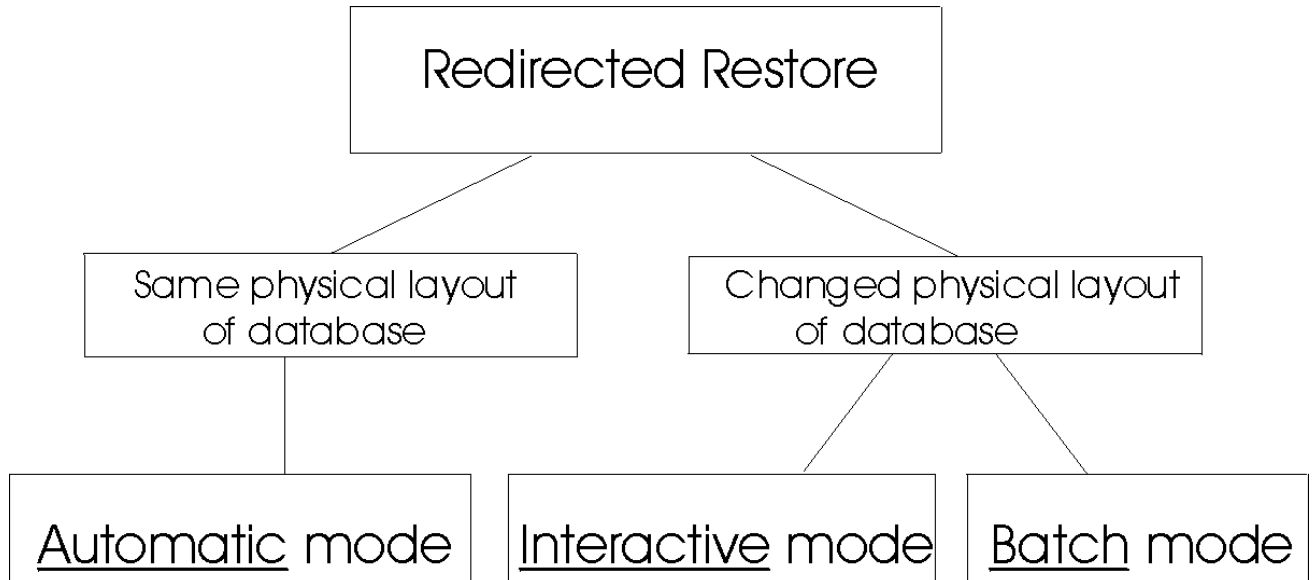 Redirected Restore
Same physical layout
of database
Changed physical layout
of database
Automatic mode
Interactive mode
Batch mode